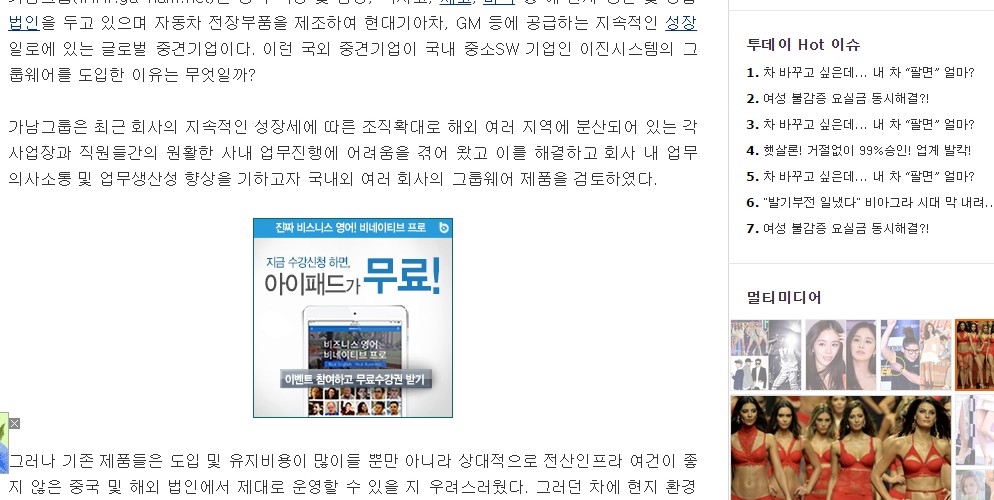 법인을 두고 있으며 자동차 전장부품을 제조하여 현대기아차, GM 등에 공급하는 지속적인 성장
일로에 있는 글로벌 중견기업이다. 이런 국외 중견기업이 국내 중소SW 기업인 이진시스템의 그
룹웨어를 도입한 이유는 무엇일까?
가남그룹은 최근 회사의 지속적인 성장세에 따른 조직확대로 해외 여러 지역에 분산되어 있는 각
사업장과 직원들간의 원활한 사내 업무진행에 어려움을 겪어 왔고 이를 해결하고 회사 내 업무
의사소통 및 업무생산성 향상을 기하고자 국내외 여러 회사의 그룹웨어 제품을 검토하였다.
진짜 비즈니스 영어! 비네이티브 프로
지금 수강신청 하면,
아이패드가 무료!
비즈니스 영어,
비네이티브 프로
이벤트 참여하고 무료수강권 받기
그러나 기존 제품들은 도입 및 유지비용이 많이들 뿐만 아니라 상대적으로 전산인프라 여건이 좋
지 않은 중국 및 해외 법인에서 제대로 운영할 수 있을 지 우려스러웠다. 그러던 차에 현지 환경
투데이 Hot 이슈
1. 차 바꾸고 싶은데... 내 차 “팔면” 얼마?
2. 여성 불감증 요실금 동시해결?!
3. 차 바꾸고 싶은데... 내 차 “팔면” 얼마?
4. 햇살론! 거절없이 99%승인! 업계 발칵!
5. 차 바꾸고 싶은데... 내 차 “팔면” 얼마?
6. "발기부전 일냈다" 비아그라 시대 막 내려..
7. 여성 불감증 요실금 동시해결?!
멀티미디어